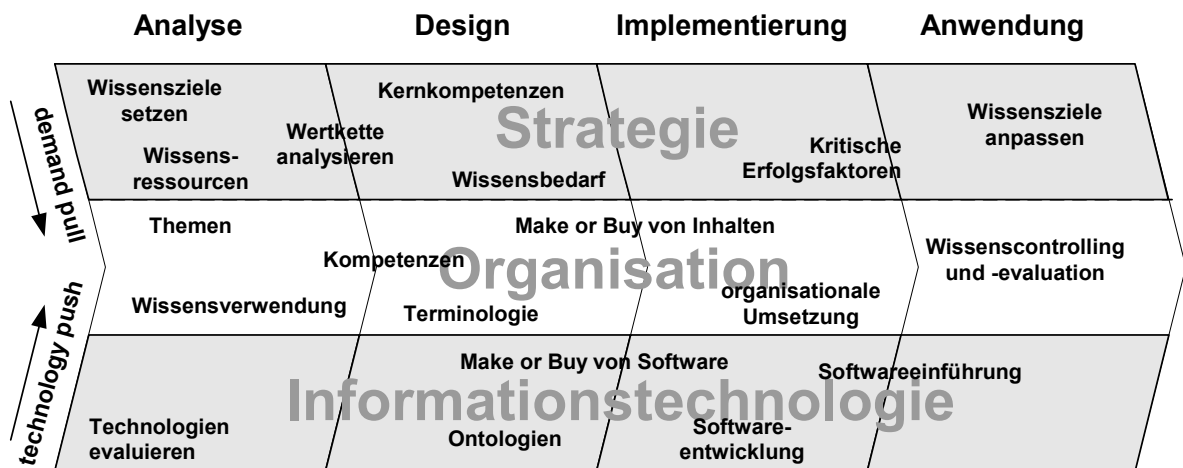 Analyse
Design
Implementierung
Anwendung
demand pull
technology push
Strategie
Wissensziele
setzen
Wissens-
ressourcen
Wertkette
analysieren
Kernkompetenzen
Wissensbedarf
Kritische
Erfolgsfaktoren
Wissensziele
anpassen
Organisation
Themen
Kompetenzen
Wissensverwendung
Make or Buy von Inhalten
Terminologie
organisationale
Umsetzung
Wissenscontrolling
und -evaluation
Informationstechnologie
Make or Buy von Software
Softwareeinführung
Technologien
evaluieren
Ontologien
Software-
entwicklung